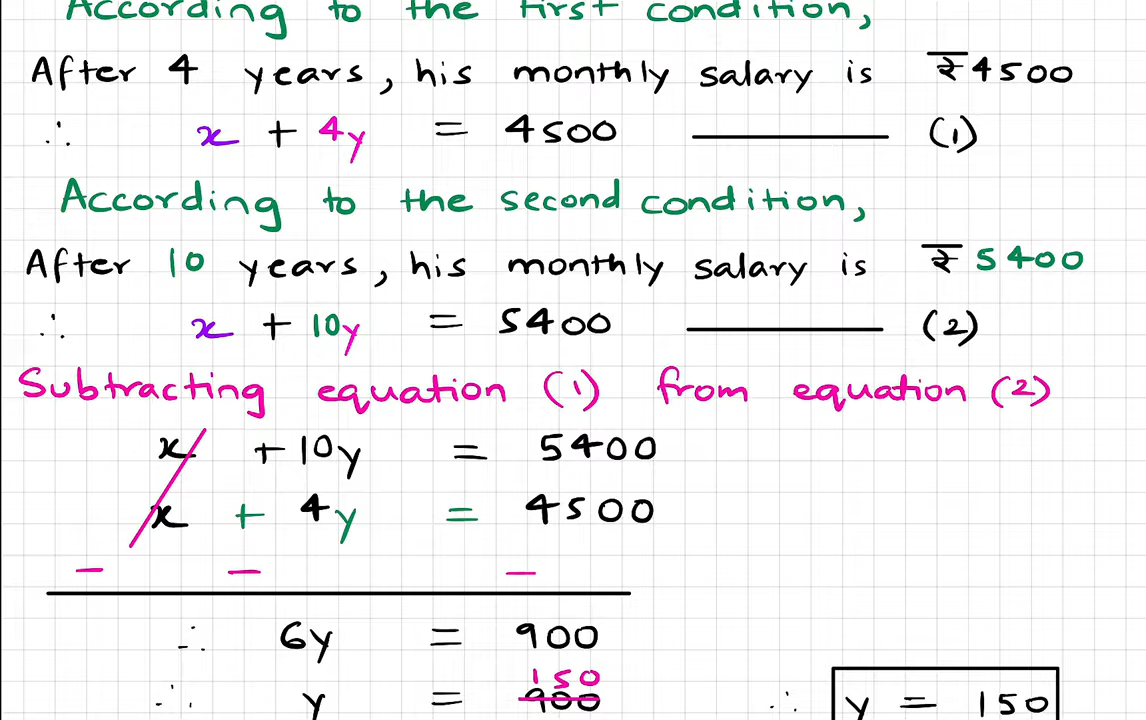 According to the first condition,
After 4 years, his monthly salary is ₹4500
∴ x + 4y = 4500 (1)
According to the second condition,
After 10 years, his monthly salary is ₹5400
∴ x + 10y = 5400 (2)
Subtracting equation (1) from equation (2)
x + 10y = 5400
x + 4y = 4500
− − −
∴ 6y = 900
150
∴ y = 900 ∴ y = 150